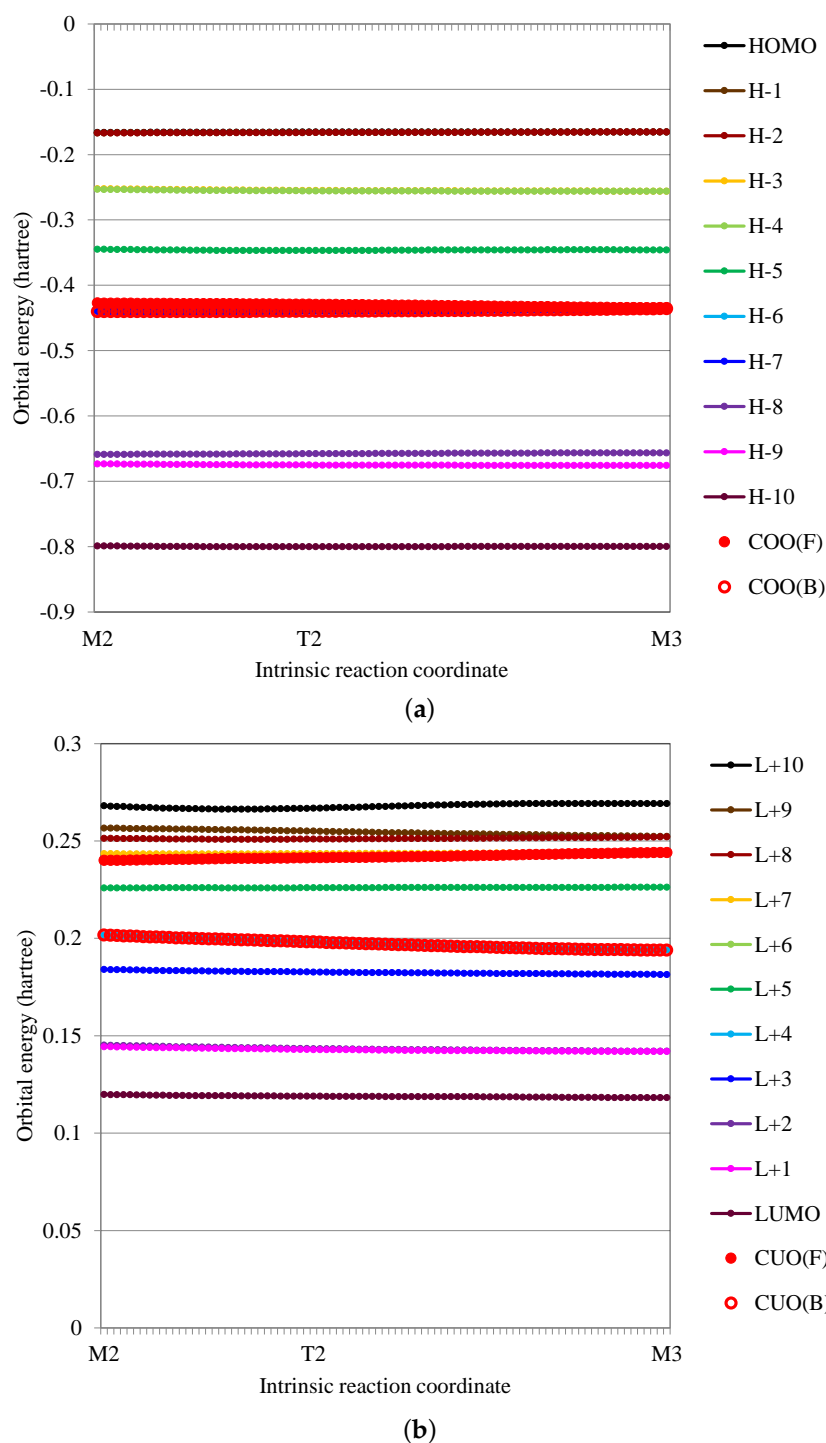 0
-0.1
-0.2
-0.3
-0.4
-0.5
-0.6
-0.7
-0.8
-0.9
Orbital energy (hartree)
M2 T2 M3
Intrinsic reaction coordinate
HOMO
H-1
H-2
H-3
H-4
H-5
H-6
H-7
H-8
H-9
H-10
COO(F)
COO(B)
(a)
0.3
0.25
0.2
0.15
0.1
0.05
0
Orbital energy (hartree)
M2 T2 M3
Intrinsic reaction coordinate
L+10
L+9
L+8
L+7
L+6
L+5
L+4
L+3
L+2
L+1
LUMO
CUO(F)
CUO(B)
(b)